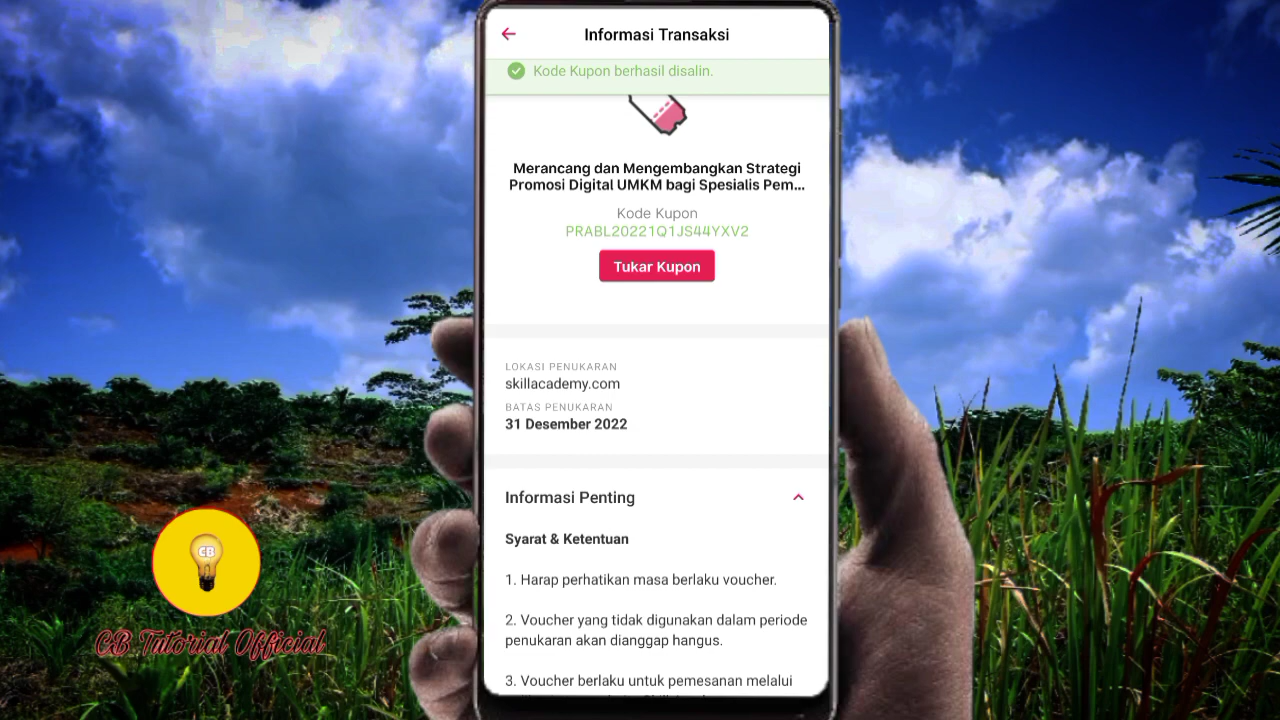 Informasi Transaksi
Kode Kupon berhasil disalin.
Merancang dan Mengembangkan Strategi
Promosi Digital UMKM bagi Spesialis Pem...
Kode Kupon
PRABL20221Q1JS44YXV2
Tukar Kupon
LOKASI PENUKARAN
skillacademy.com
BATAS PENUKARAN
31 Desember 2022
Informasi Penting
Syarat & Ketentuan
1. Harap perhatikan masa berlaku voucher.
2. Voucher yang tidak digunakan dalam periode
penukaran akan dianggap hangus.
3. Voucher berlaku untuk pemesanan melalui
CB
CB Tutorial Official